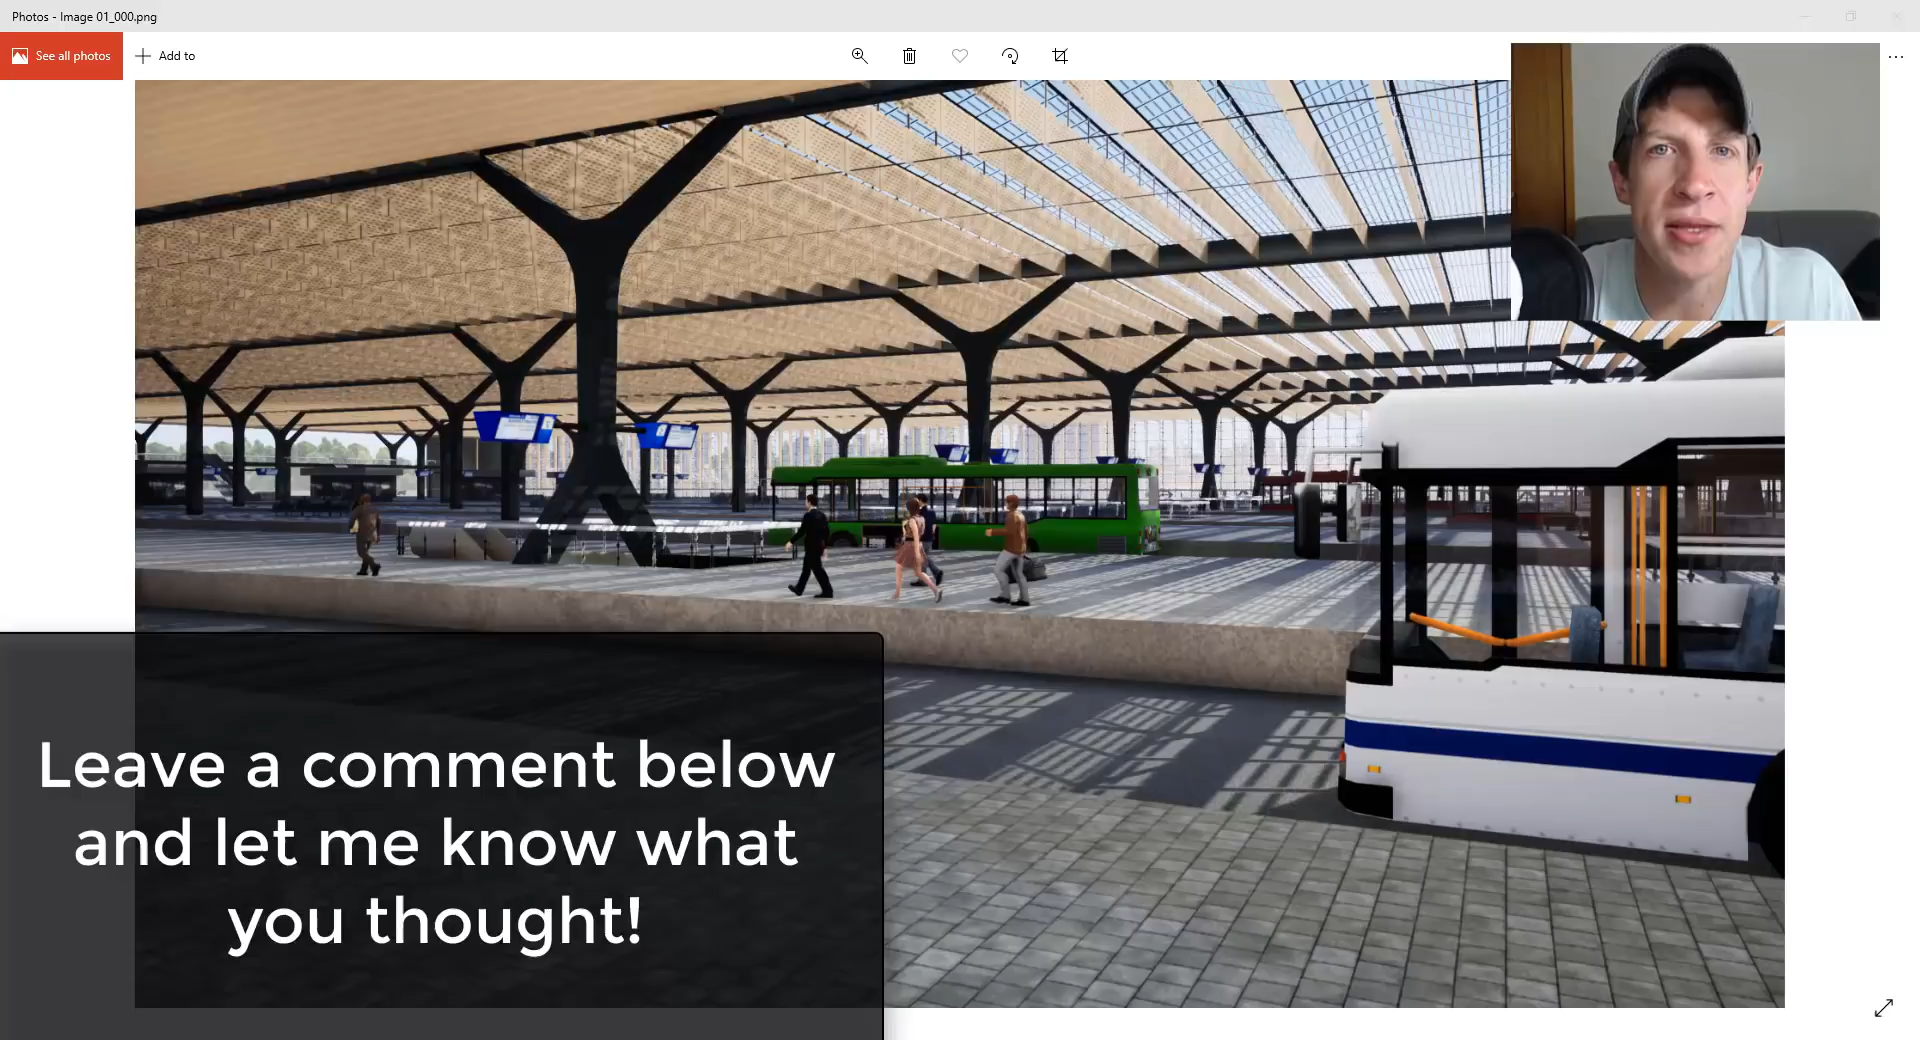 Photos - Image 01_000.png
See all photos
Add to
Leave a comment below
and let me know what
you thought!